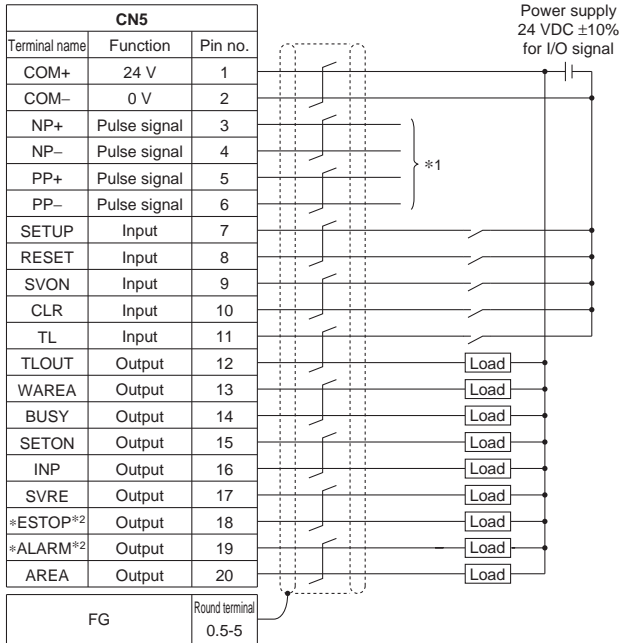 CN5
Power supply
24 VDC ±10%
for I/O signal
Terminal name Function Pin no.
COM+ 24 V 1
COM– 0 V 2
NP+ Pulse signal 3
NP– Pulse signal 4
PP+ Pulse signal 5
PP– Pulse signal 6
*1
SETUP Input 7
RESET Input 8
SVON Input 9
CLR Input 10
TL Input 11
TLOUT Output 12 Load
WAREA Output 13 Load
BUSY Output 14 Load
SETON Output 15 Load
INP Output 16 Load
SVRE Output 17 Load
*ESTOP*2 Output 18 Load
*ALARM*2 Output 19 Load
AREA Output 20 Load
FG Round terminal
0.5-5